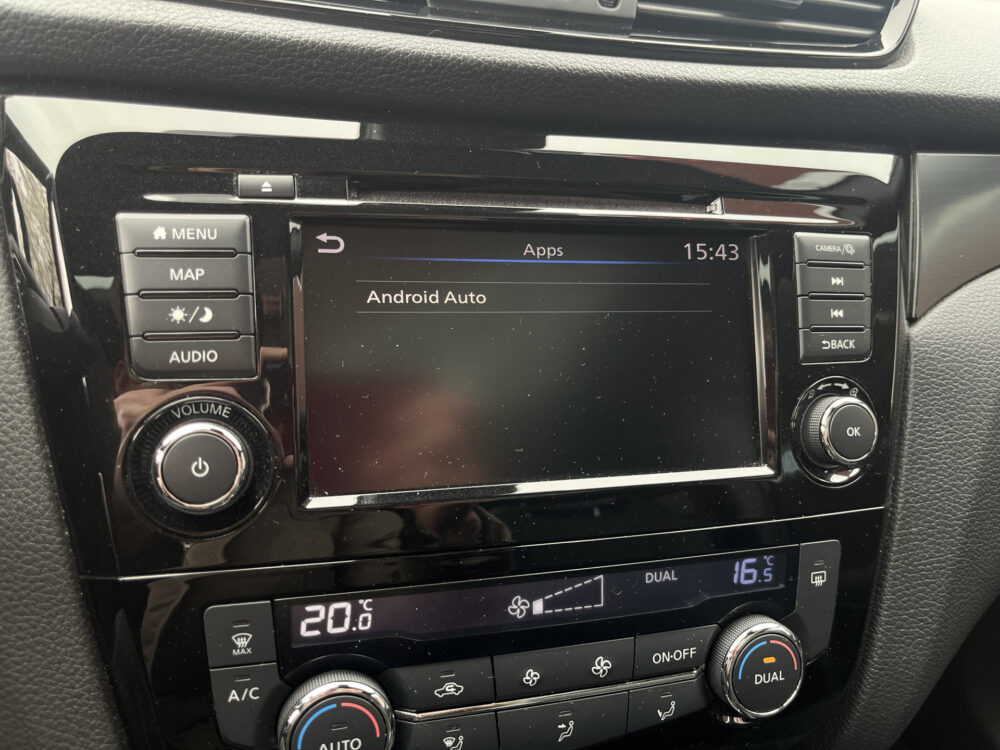 MENU
MAP
AUDIO
VOLUME
Apps
15:43
Android Auto
CAMERA/
BACK
OK
20.0°C
DUAL
16.5°C
MAX
A/C
AUTO
ON·OFF
DUAL